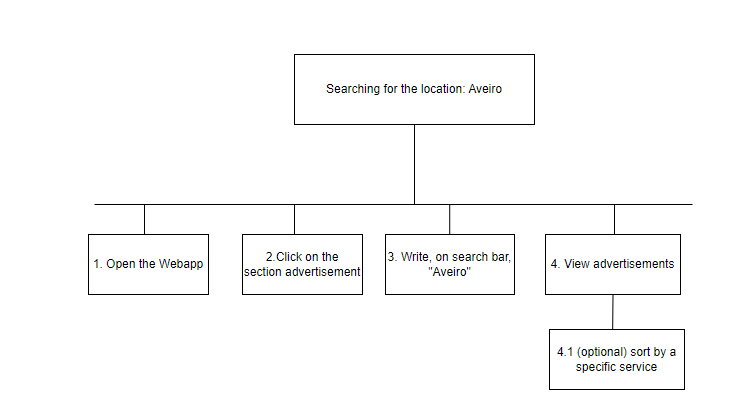 Searching for the location: Aveiro
1. Open the Webapp
2.Click on the
section advertisement
3. Write, on search bar,
"Aveiro"
4. View advertisements
4.1 (optional) sort by a
specific service